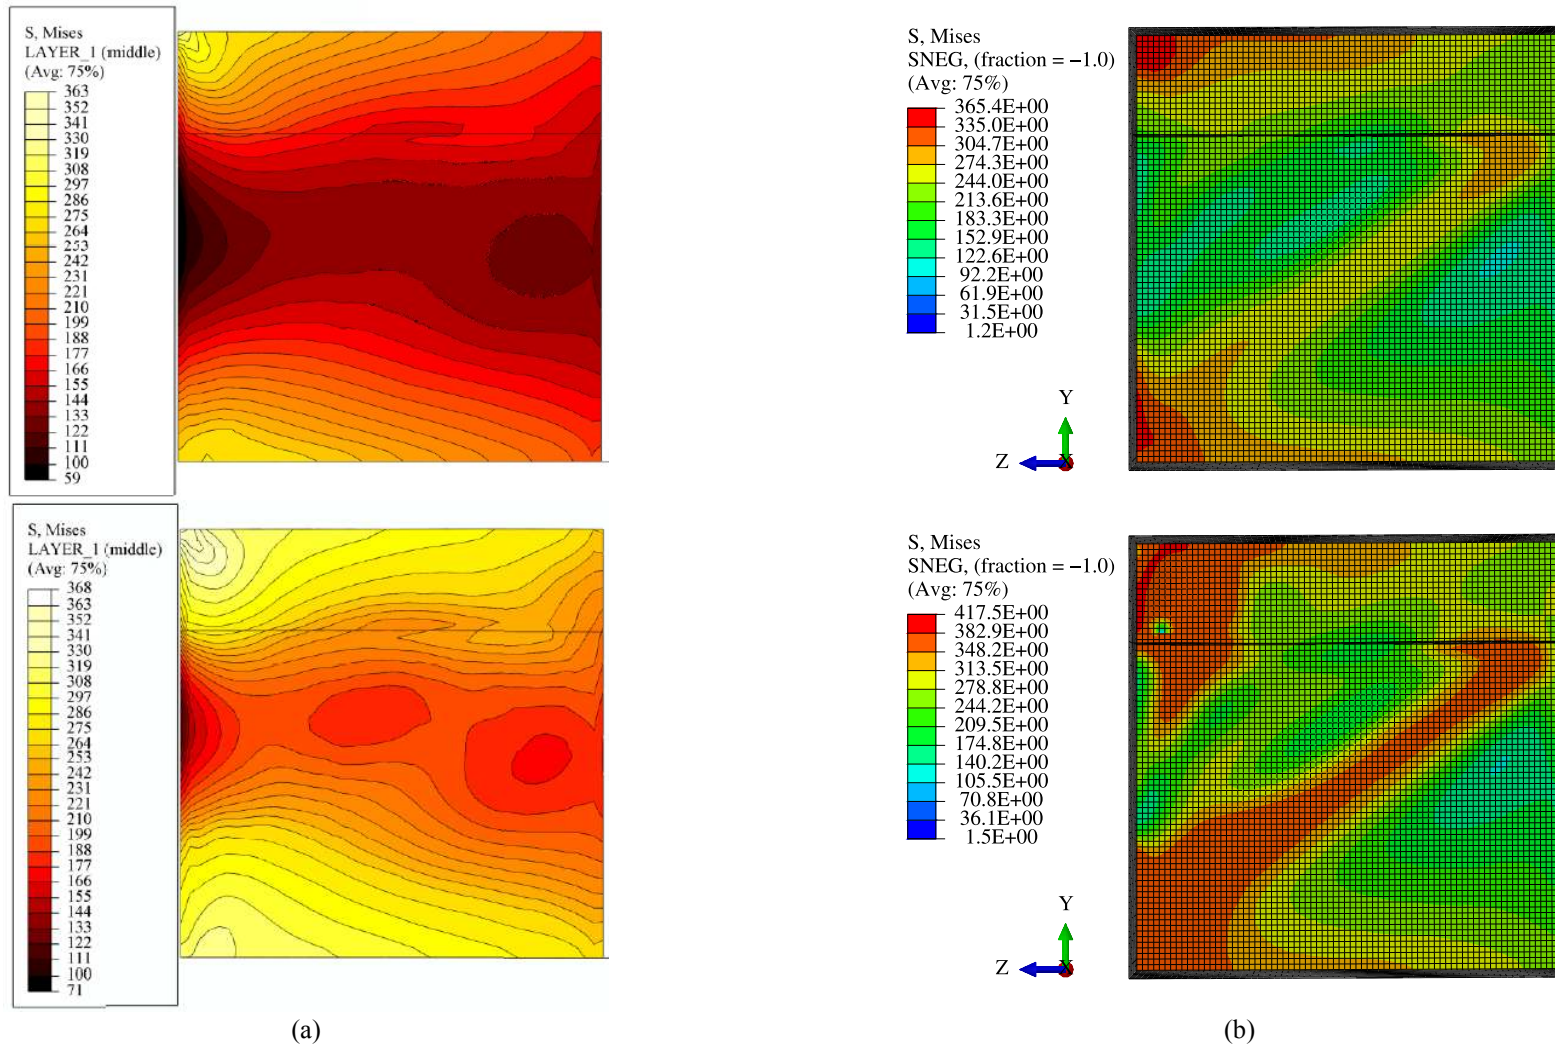 S, Mises
LAYER_1 (middle)
(Avg: 75%)
363
352
341
330
319
308
297
286
275
264
253
242
231
221
210
199
188
177
166
155
144
133
122
111
100
59
S, Mises
SNEG, (fraction = −1.0)
(Avg: 75%)
365.4E+00
335.0E+00
304.7E+00
274.3E+00
244.0E+00
213.6E+00
183.3E+00
152.9E+00
122.6E+00
92.2E+00
61.9E+00
31.5E+00
1.2E+00
Y
Z
X
S, Mises
LAYER_1 (middle)
(Avg: 75%)
368
363
352
341
330
319
308
297
286
275
264
253
242
231
221
210
199
188
177
166
155
144
133
122
111
100
71
S, Mises
SNEG, (fraction = −1.0)
(Avg: 75%)
417.5E+00
382.9E+00
348.2E+00
313.5E+00
278.8E+00
244.2E+00
209.5E+00
174.8E+00
140.2E+00
105.5E+00
70.8E+00
36.1E+00
1.5E+00
Y
Z
X
(a)
(b)